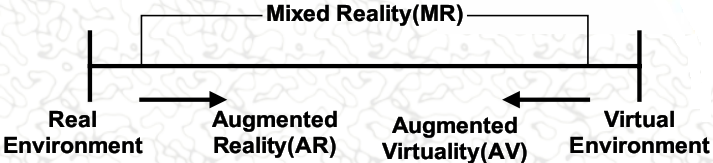 Mixed Reality(MR)
Real
Environment
Augmented
Reality(AR)
Augmented
Virtuality(AV)
Virtual
Environment